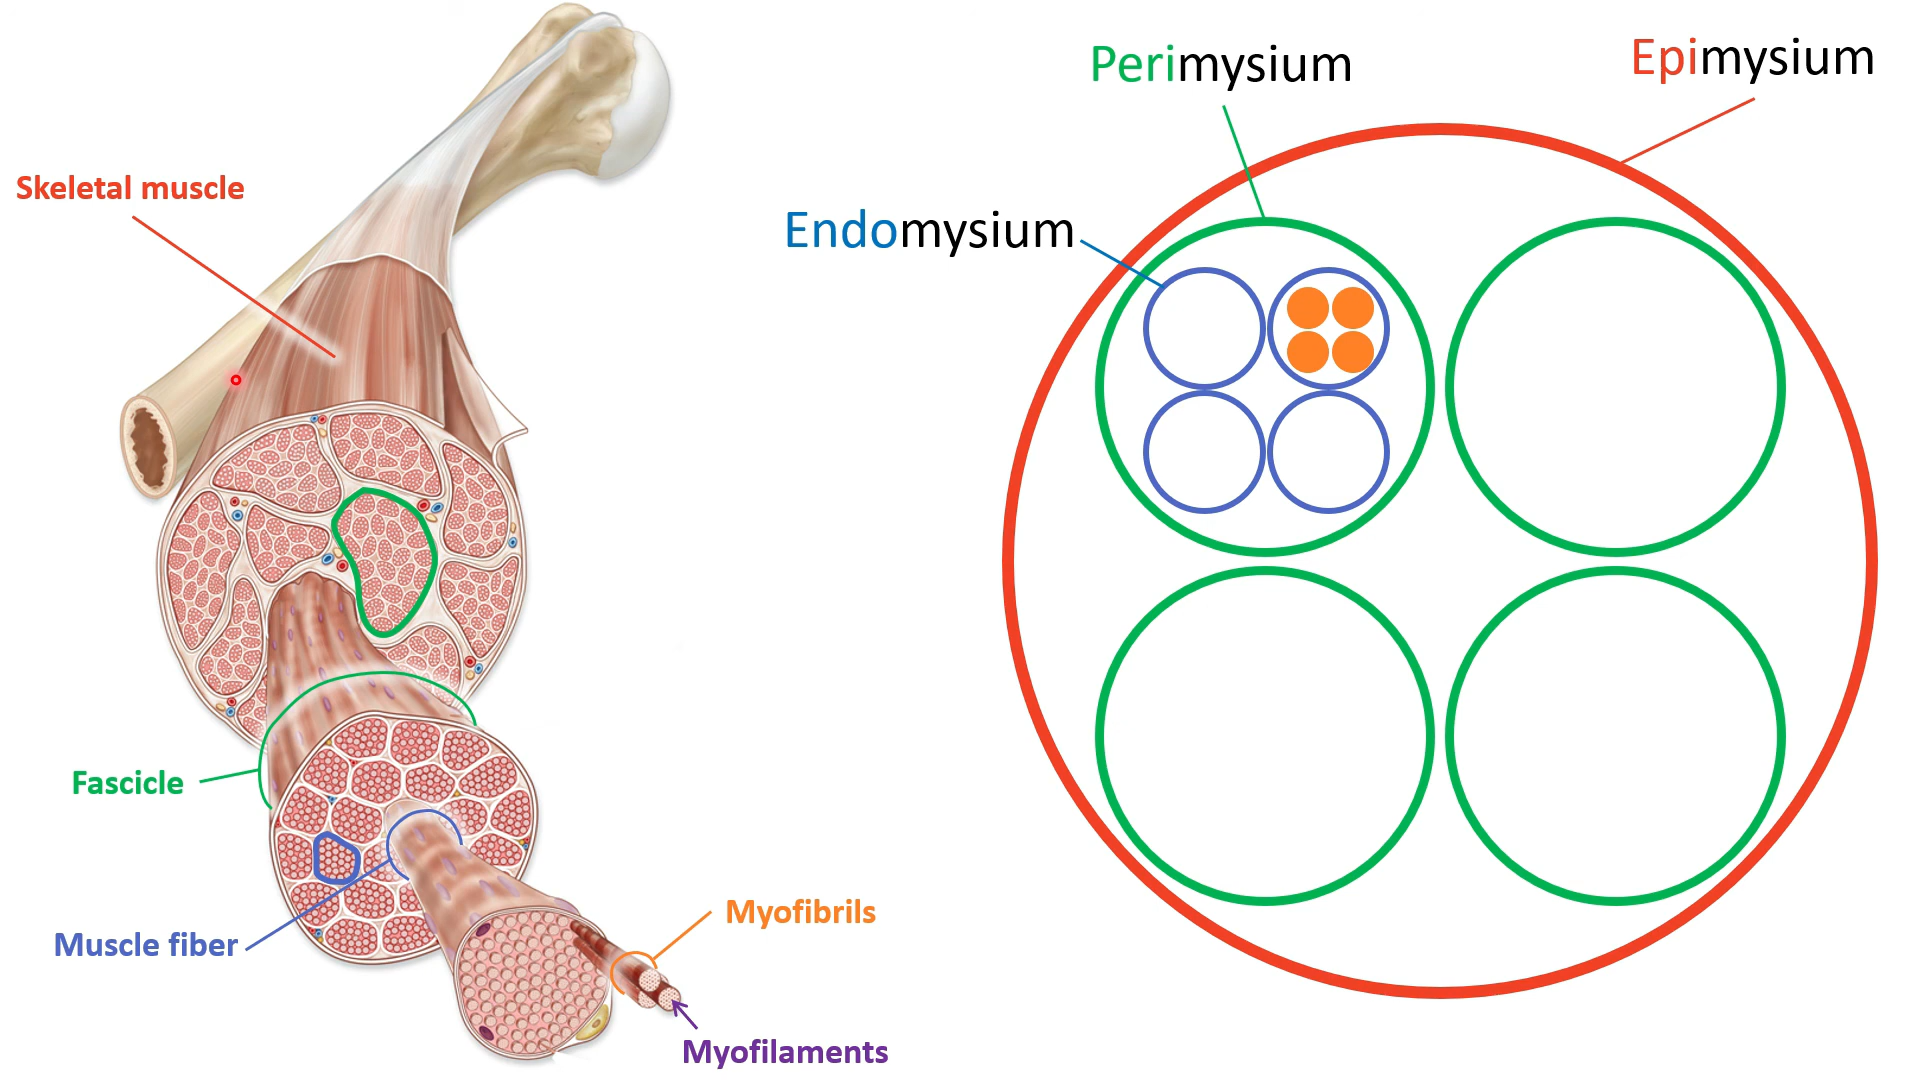 Perimysium
Epimysium
Skeletal muscle
Endomysium
Fascicle
Muscle fiber
Myofibrils
Myofilaments